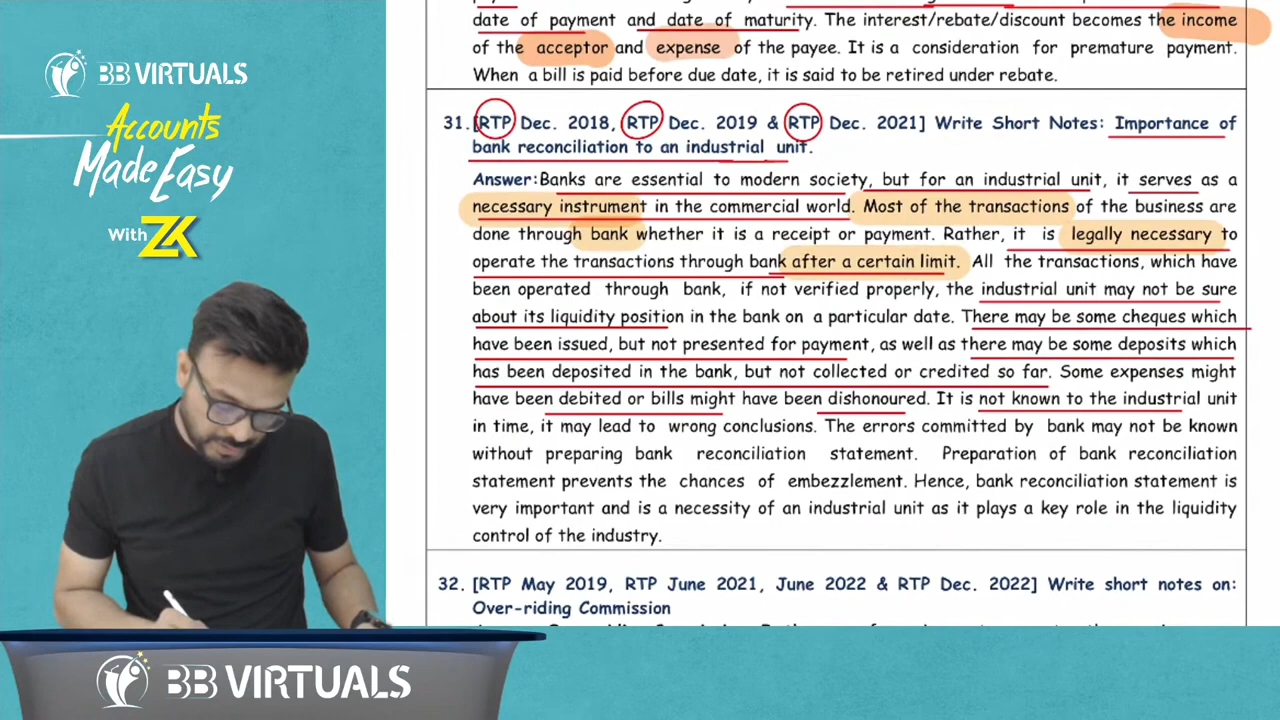 BB VIRTUALS
Accounts
Made Easy
With ZK
date of payment and date of maturity. The interest/rebate/discount becomes the income
of the acceptor and expense of the payee. It is a consideration for premature payment.
When a bill is paid before due date, it is said to be retired under rebate.
31. [RTP Dec. 2018, RTP Dec. 2019 & RTP Dec. 2021] Write Short Notes: Importance of
bank reconciliation to an industrial unit.
Answer:Banks are essential to modern society, but for an industrial unit, it serves as a
necessary instrument in the commercial world. Most of the transactions of the business are
done through bank whether it is a receipt or payment. Rather, it is legally necessary to
operate the transactions through bank after a certain limit. All the transactions, which have
been operated through bank, if not verified properly, the industrial unit may not be sure
about its liquidity position in the bank on a particular date. There may be some cheques which
have been issued, but not presented for payment, as well as there may be some deposits which
has been deposited in the bank, but not collected or credited so far. Some expenses might
have been debited or bills might have been dishonoured. It is not known to the industrial unit
in time, it may lead to wrong conclusions. The errors committed by bank may not be known
without preparing bank reconciliation statement. Preparation of bank reconciliation
statement prevents the chances of embezzlement. Hence, bank reconciliation statement is
very important and is a necessity of an industrial unit as it plays a key role in the liquidity
control of the industry.
32. [RTP May 2019, RTP June 2021, June 2022 & RTP Dec. 2022] Write short notes on:
Over-riding Commission
BB VIRTUALS